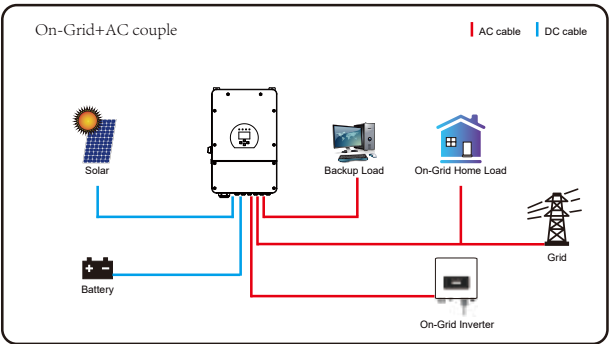 On-Grid+AC couple
AC cable
DC cable
Solar
Backup Load
On-Grid Home Load
Grid
Battery
On-Grid Inverter